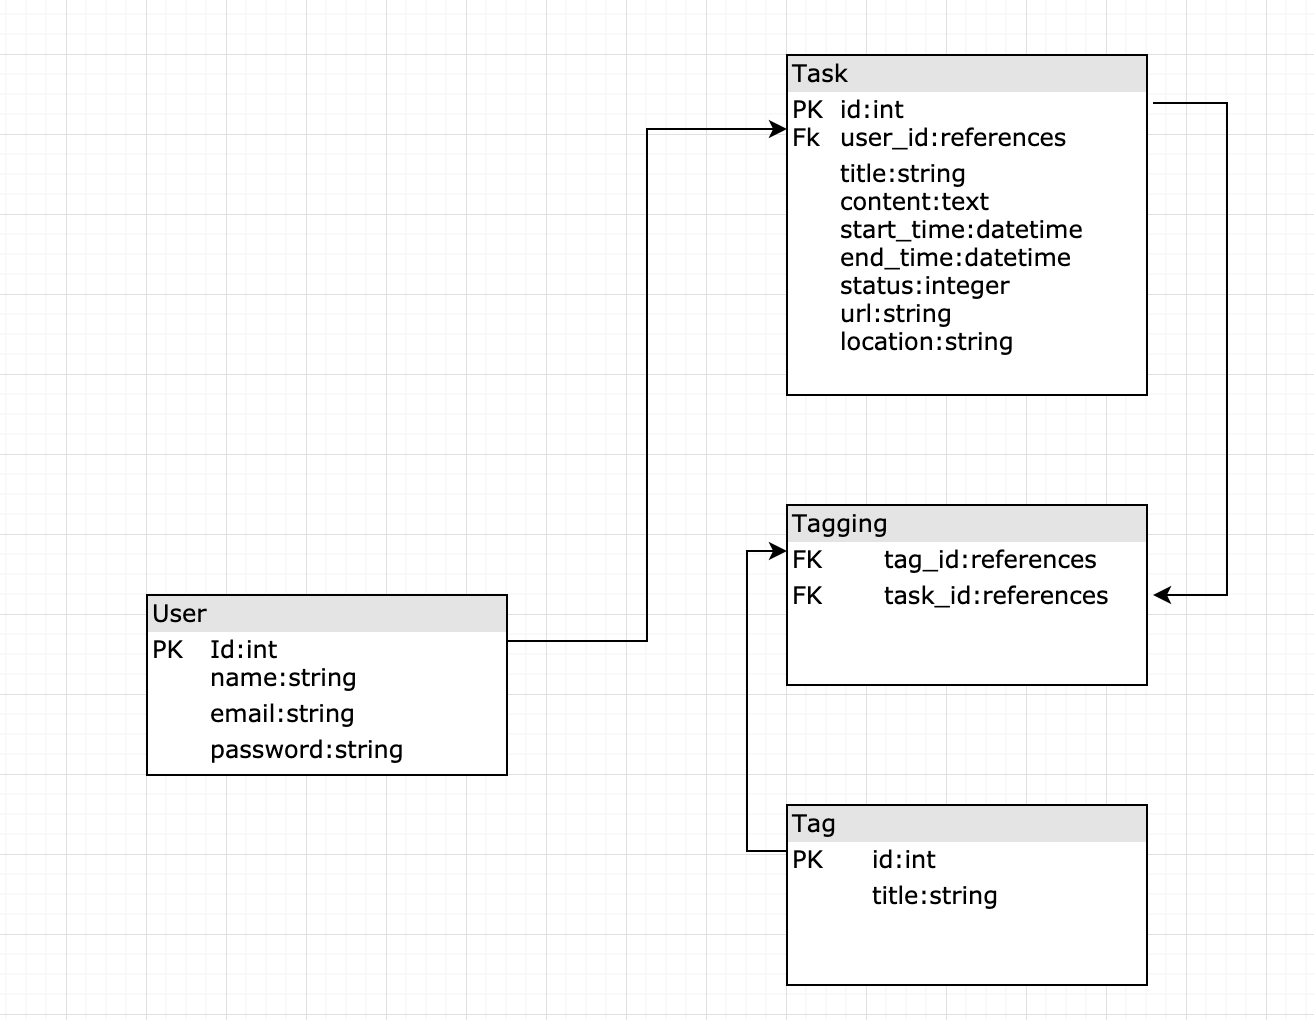 Task
PK id:int
Fk user_id:references
title:string
content:text
start_time:datetime
end_time:datetime
status:integer
url:string
location:string
Tagging
FK tag_id:references
FK task_id:references
User
PK Id:int
name:string
email:string
password:string
Tag
PK id:int
title:string